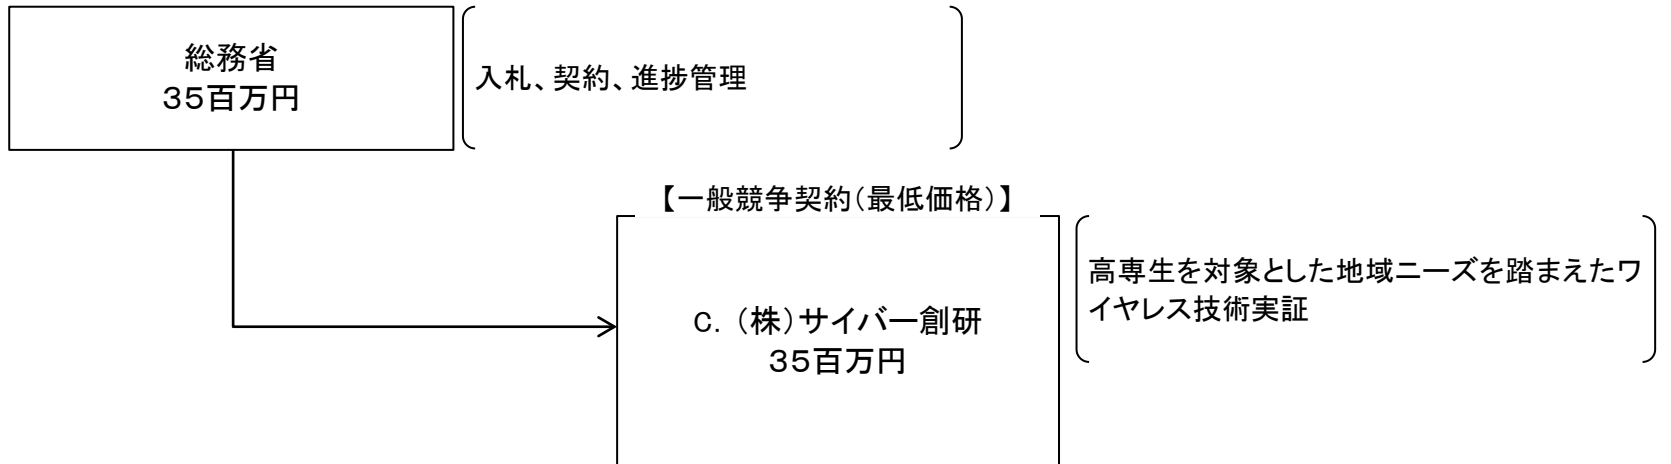 総務省
35百万円
入札、契約、進捗管理
【一般競争契約(最低価格)】
C. (株)サイバー創研
35百万円
高専生を対象とした地域ニーズを踏まえたワ
イヤレス技術実証